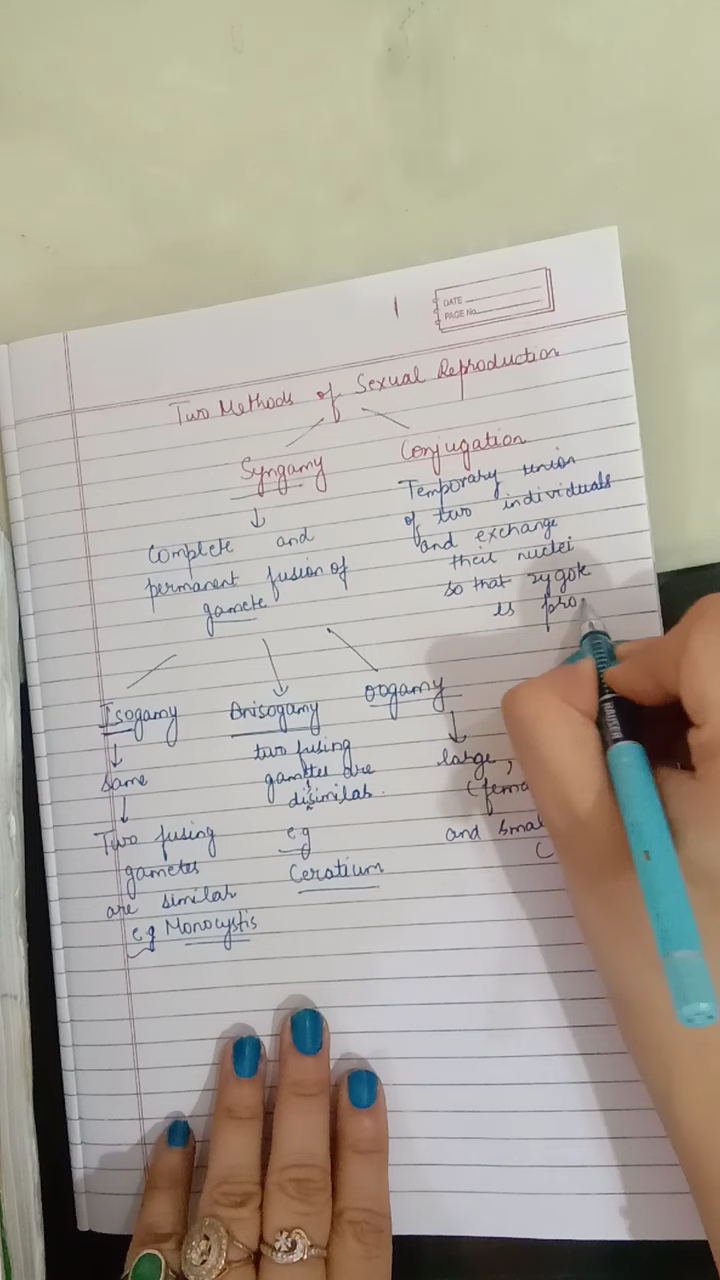 1
DATE
PAGE No.
Two Methods of Sexual Reproduction
Syngamy
Complete and
permanent fusion of
gamete
Conjugation
Temporary union
of two individuals
and exchange
their nuclei
so that zygote
is pro
Isogamy
same
Two fusing
gametes
are similar
eg Monocystis
Anisogamy
two fusing
gametes are
disimilar.
eg
Ceratium
oogamy
large,
(fema
and smal
(
HAUSER